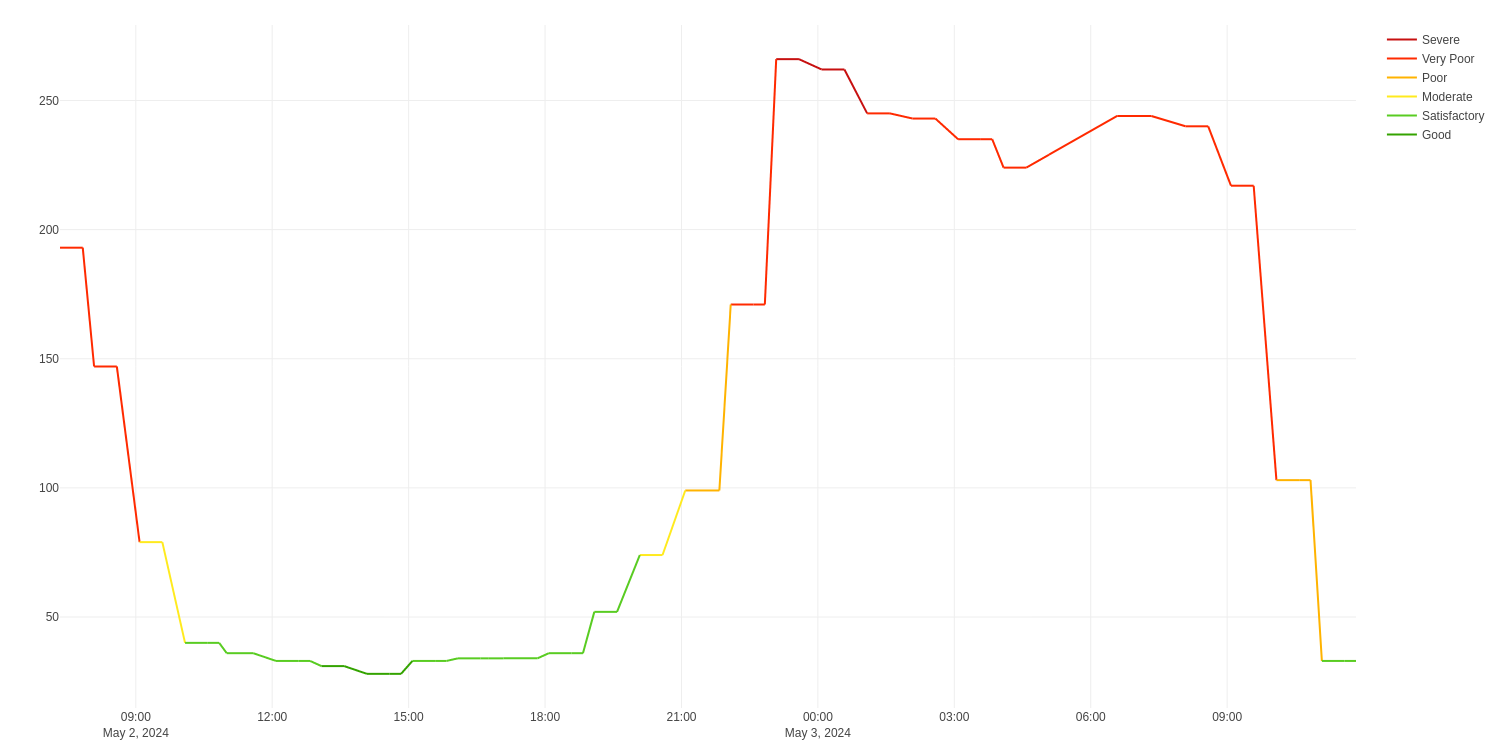 250
200
150
100
50
09:00
May 2, 2024
12:00
15:00
18:00
21:00
00:00
May 3, 2024
03:00
06:00
09:00
Severe
Very Poor
Poor
Moderate
Satisfactory
Good